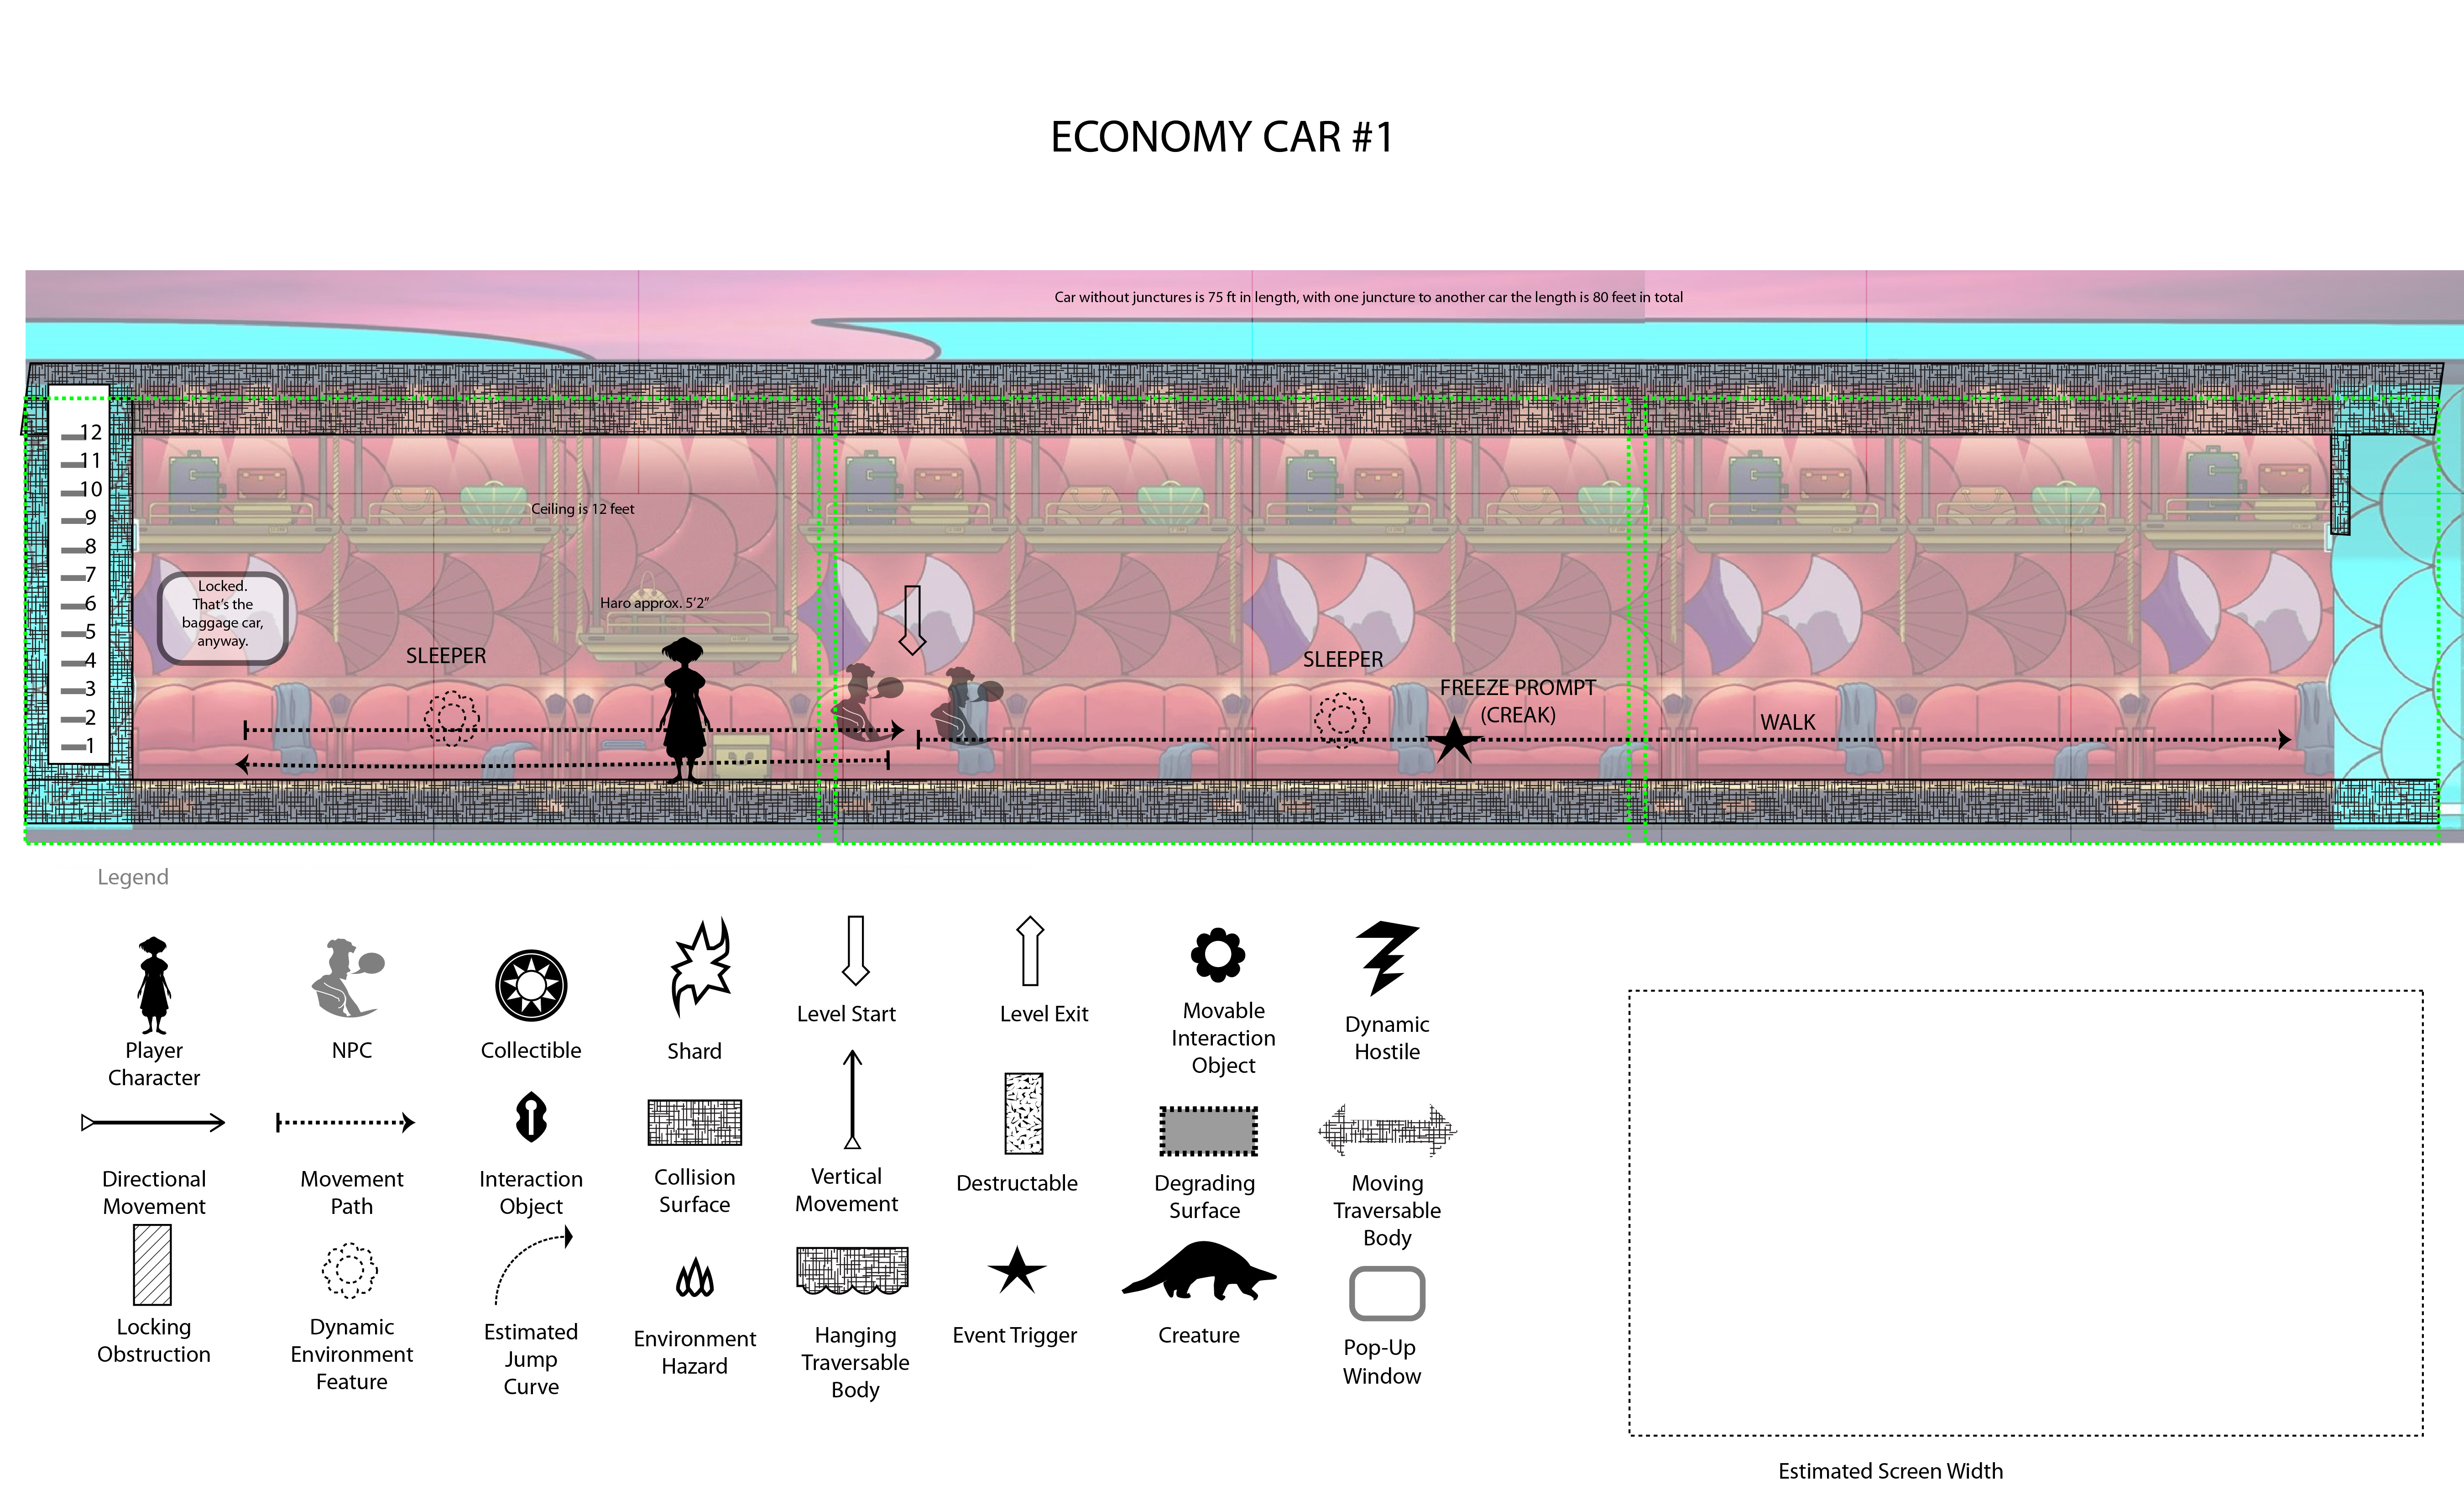 ECONOMY CAR #1
Car without junctures is 75 ft in length, with one juncture to another car the length is 80 feet in total
12
11
10
9
8
7
6
5
4
3
2
1
Ceiling is 12 feet
Locked.
That’s the
baggage car,
anyway.
Haro approx. 5’2”
SLEEPER
SLEEPER
FREEZE PROMPT
(CREAK)
WALK
Legend
Player
Character
NPC
Collectible
Shard
Level Start
Level Exit
Movable
Interaction
Object
Dynamic
Hostile
Directional
Movement
Movement
Path
Interaction
Object
Collision
Surface
Vertical
Movement
Destructable
Degrading
Surface
Moving
Traversable
Body
Locking
Obstruction
Dynamic
Environment
Feature
Estimated
Jump
Curve
Environment
Hazard
Hanging
Traversable
Body
Event Trigger
Creature
Pop-Up
Window
Estimated Screen Width